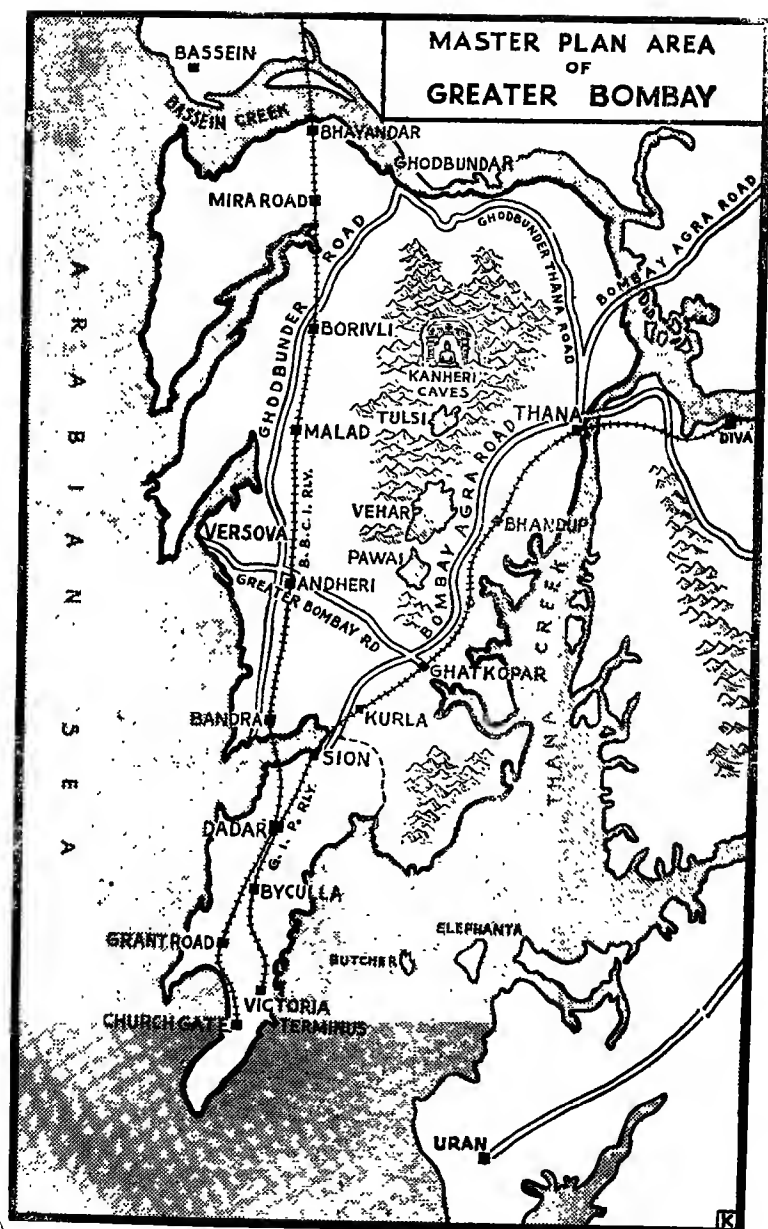 MASTER PLAN AREA
OF
GREATER BOMBAY
BASSEIN
BASSEIN CREEK
BHAYANDAR
GHODBUNDAR
MIRA ROAD
GHODBUNDER THANA ROAD
BOMBAY AGRA ROAD
GHODBUNDER ROAD
BORIVLI
KANHERI
CAVES
TULSI
THANA
DIVA
MALAD
B.B.C.I. RLY.
VEHAR
BOMBAY AGRA ROAD
BHANDUP
VERSOVA
PAWAI
ANDHERI
GREATER BOMBAY RD
GHATKOPAR
THANA CREEK
ARABIAN SEA
BANDRA
KURLA
SION
DADAR
G.I.P. RLY.
BYCULLA
GRANT ROAD
BUTCHER
ELEPHANTA
VICTORIA
TERMINUS
CHURCHGATE
URAN
K